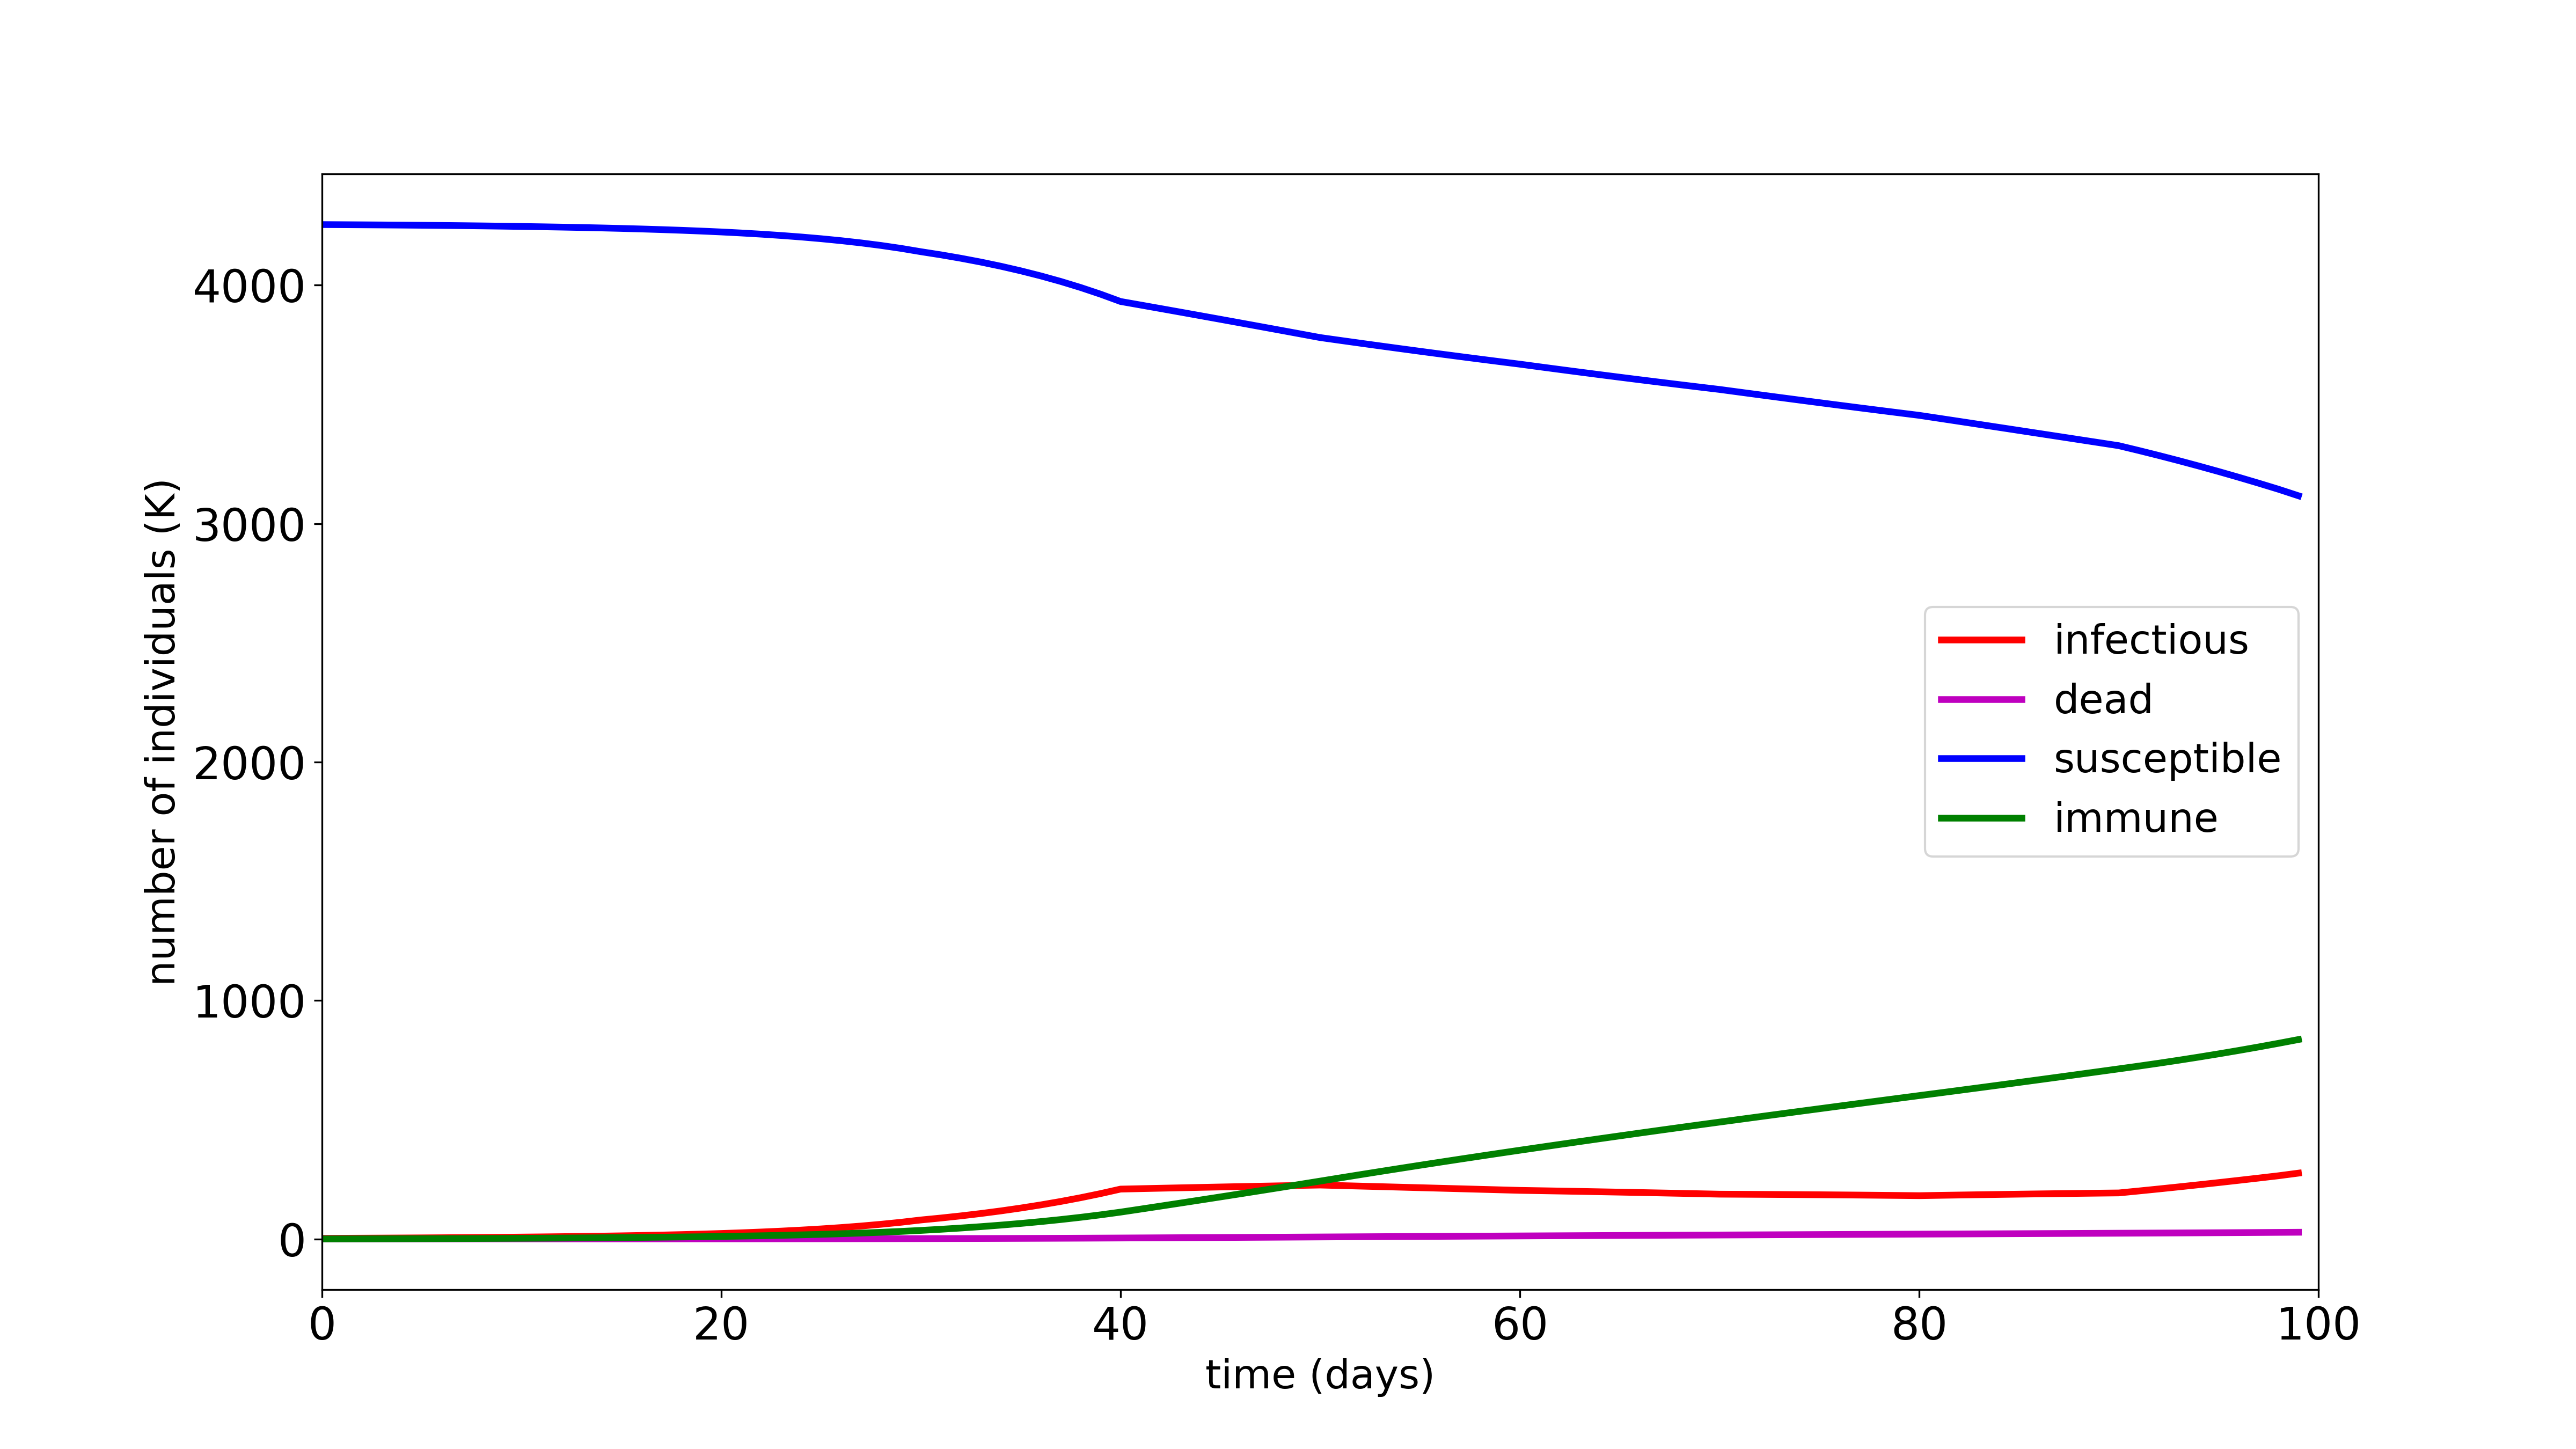 4000
3000
2000
1000
0
number of individuals (K)
infectious
dead
susceptible
immune
0 20 40 60 80 100
time (days)